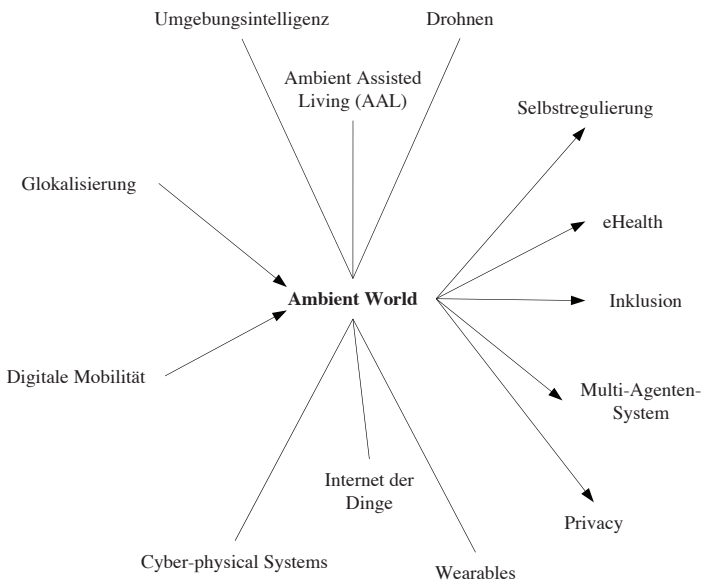 Umgebungsintelligenz
Drohnen
Ambient Assisted
Living (AAL)
Selbstregulierung
Glokalisierung
eHealth
Ambient World
Inklusion
Digitale Mobilität
Multi-Agenten-
System
Internet der
Dinge
Privacy
Cyber-physical Systems
Wearables